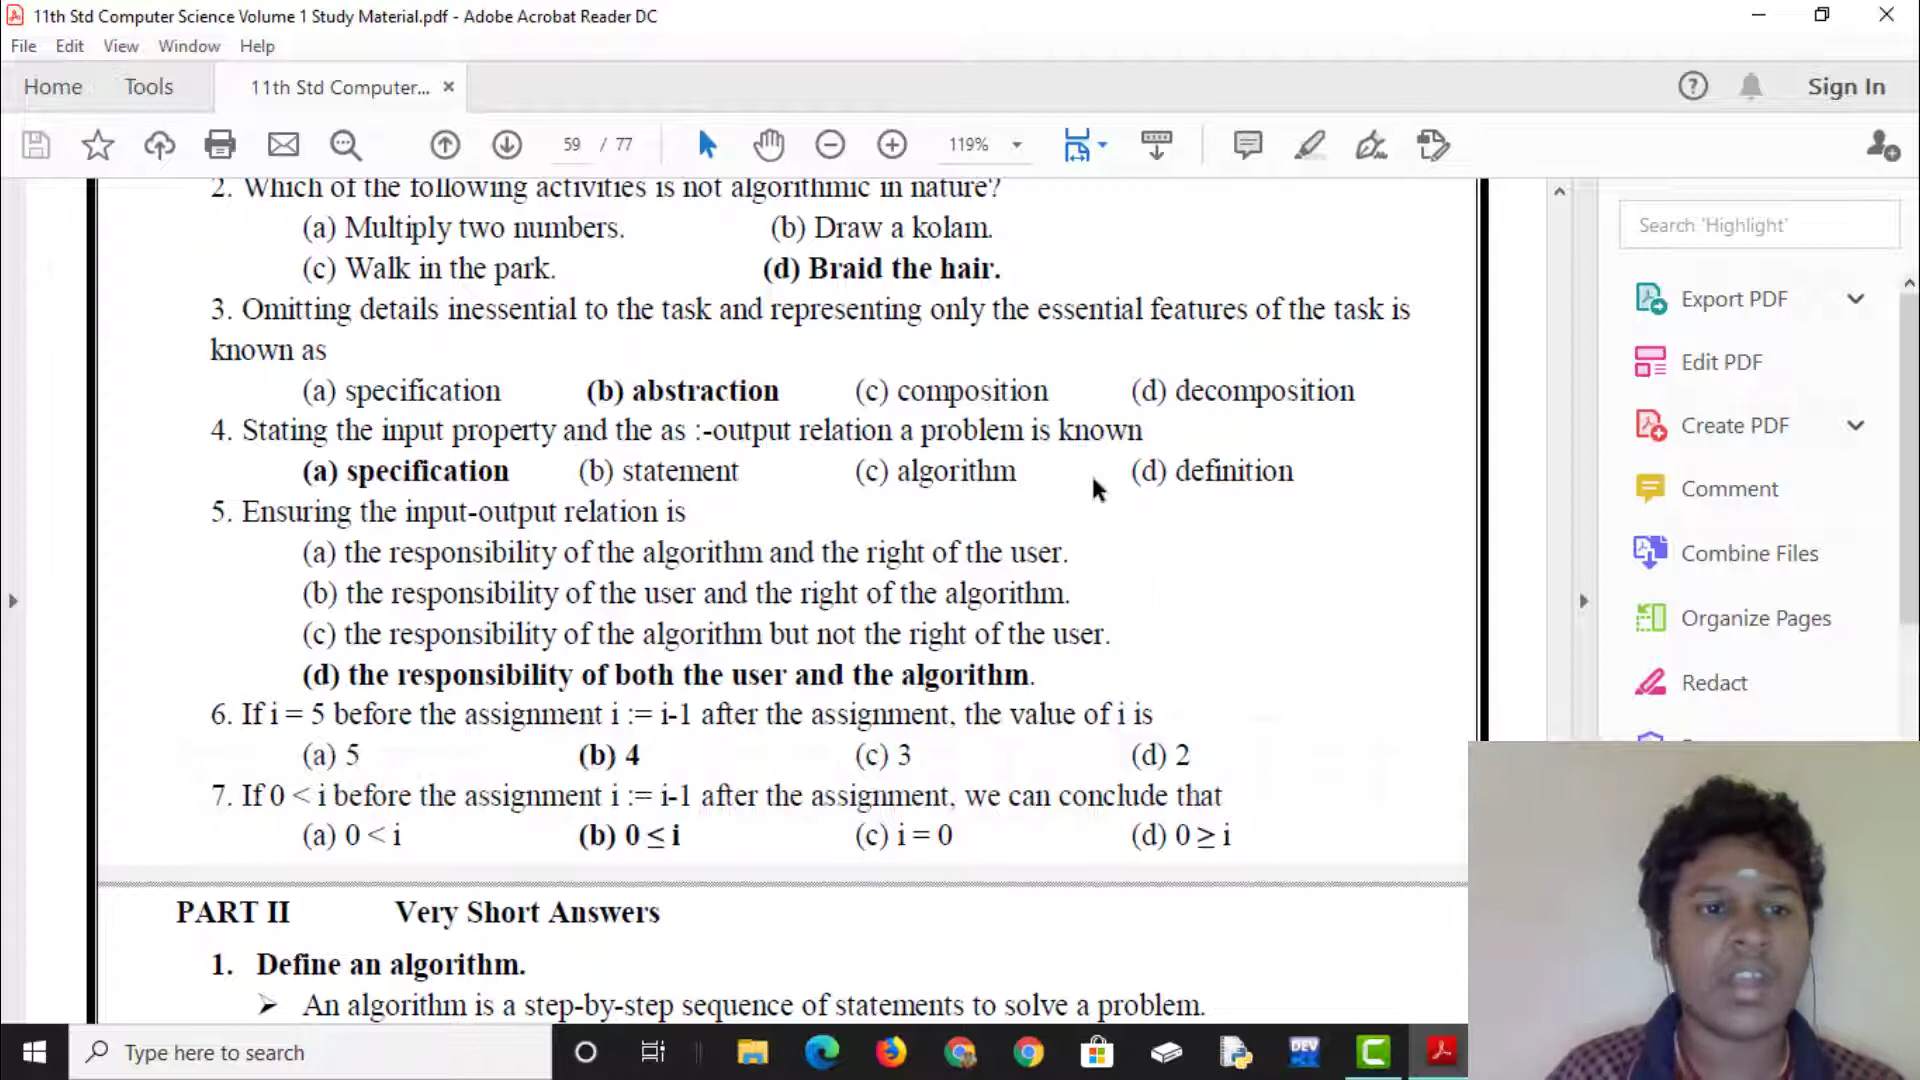 11th Std Computer Science Volume 1 Study Material.pdf - Adobe Acrobat Reader DC
File Edit View Window Help
Home Tools 11th Std Computer... × Sign In
59 / 77 119%
2. Which of the following activities is not algorithmic in nature?
(a) Multiply two numbers. (b) Draw a kolam.
(c) Walk in the park. (d) Braid the hair.
3. Omitting details inessential to the task and representing only the essential features of the task is
known as
(a) specification (b) abstraction (c) composition (d) decomposition
4. Stating the input property and the as :-output relation a problem is known
(a) specification (b) statement (c) algorithm (d) definition
5. Ensuring the input-output relation is
(a) the responsibility of the algorithm and the right of the user.
(b) the responsibility of the user and the right of the algorithm.
(c) the responsibility of the algorithm but not the right of the user.
(d) the responsibility of both the user and the algorithm.
6. If i = 5 before the assignment i := i-1 after the assignment, the value of i is
(a) 5 (b) 4 (c) 3 (d) 2
7. If 0 < i before the assignment i := i-1 after the assignment, we can conclude that
(a) 0 < i (b) 0 ≤ i (c) i = 0 (d) 0 ≥ i
PART II Very Short Answers
1. Define an algorithm.
➢ An algorithm is a step-by-step sequence of statements to solve a problem.
Search 'Highlight'
Export PDF
Edit PDF
Create PDF
Comment
Combine Files
Organize Pages
Redact
Type here to search
DEV